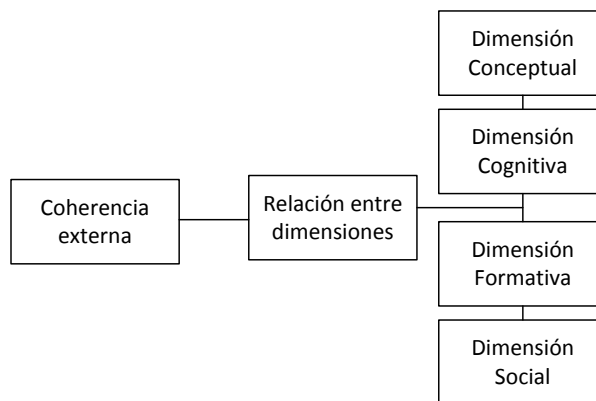 Dimensión
Conceptual
Dimensión
Cognitiva
Coherencia
externa
Relación entre
dimensiones
Dimensión
Formativa
Dimensión
Social